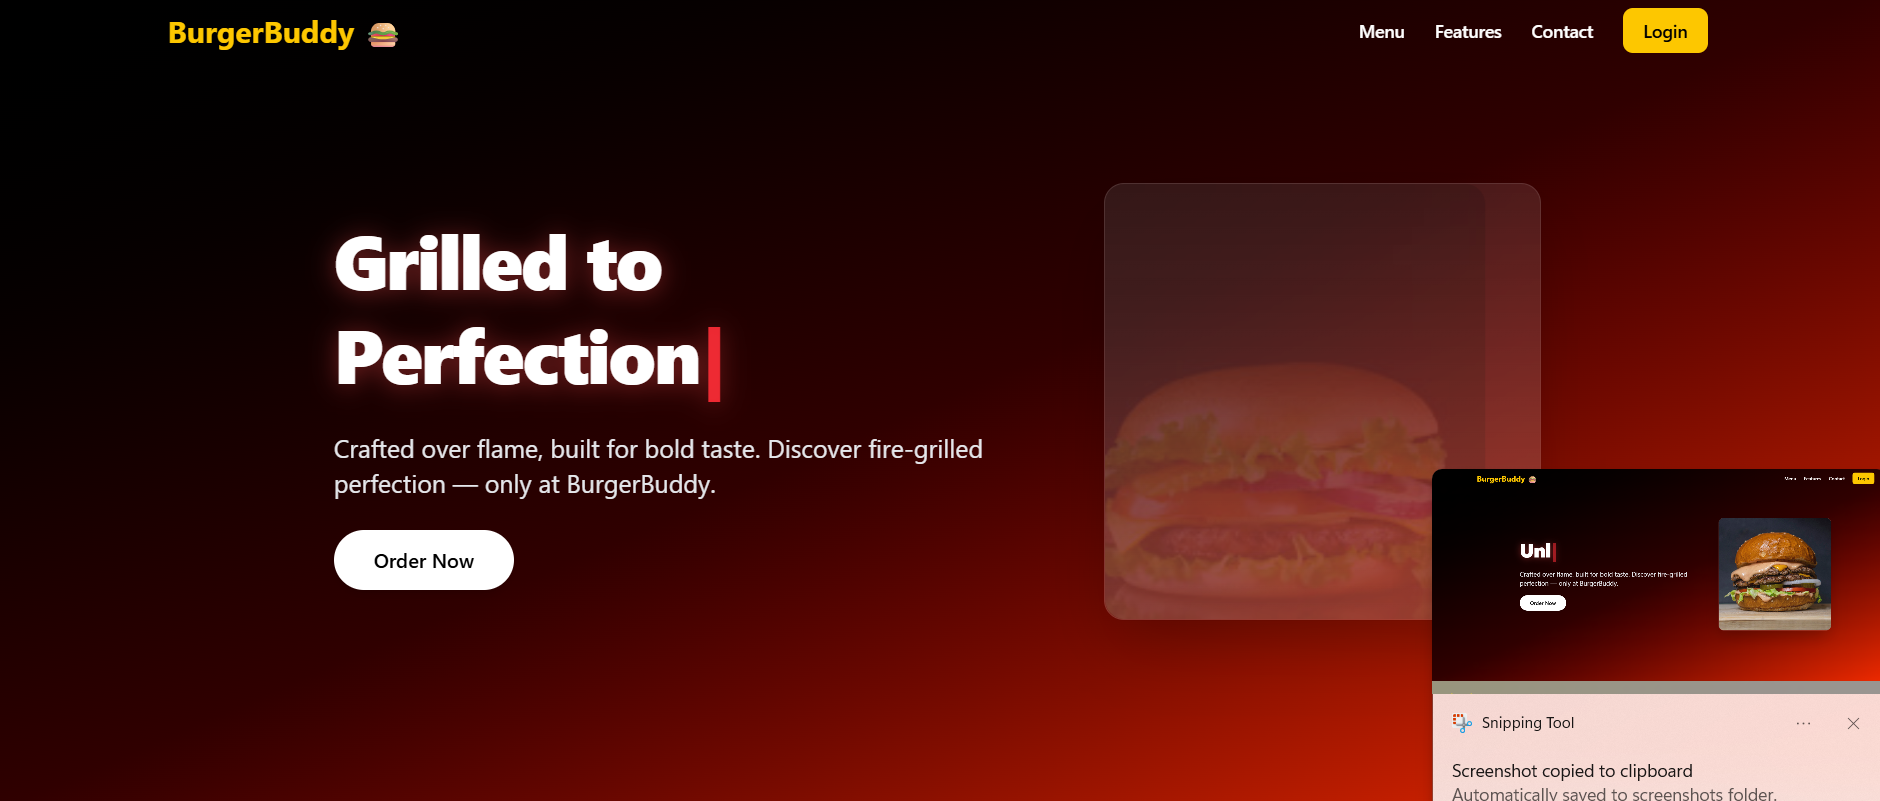 BurgerBuddy 🍔
Menu
Features
Contact
Login
Grilled to
Perfection|
Crafted over flame, built for bold taste. Discover fire-grilled
perfection — only at BurgerBuddy.
Order Now
BurgerBuddy 🍔
Menu
Features
Contact
Login
Unl|
Crafted over flame, built for bold taste. Discover fire-grilled
perfection — only at BurgerBuddy.
Order Now
Snipping Tool
Screenshot copied to clipboard
Automatically saved to screenshots folder.